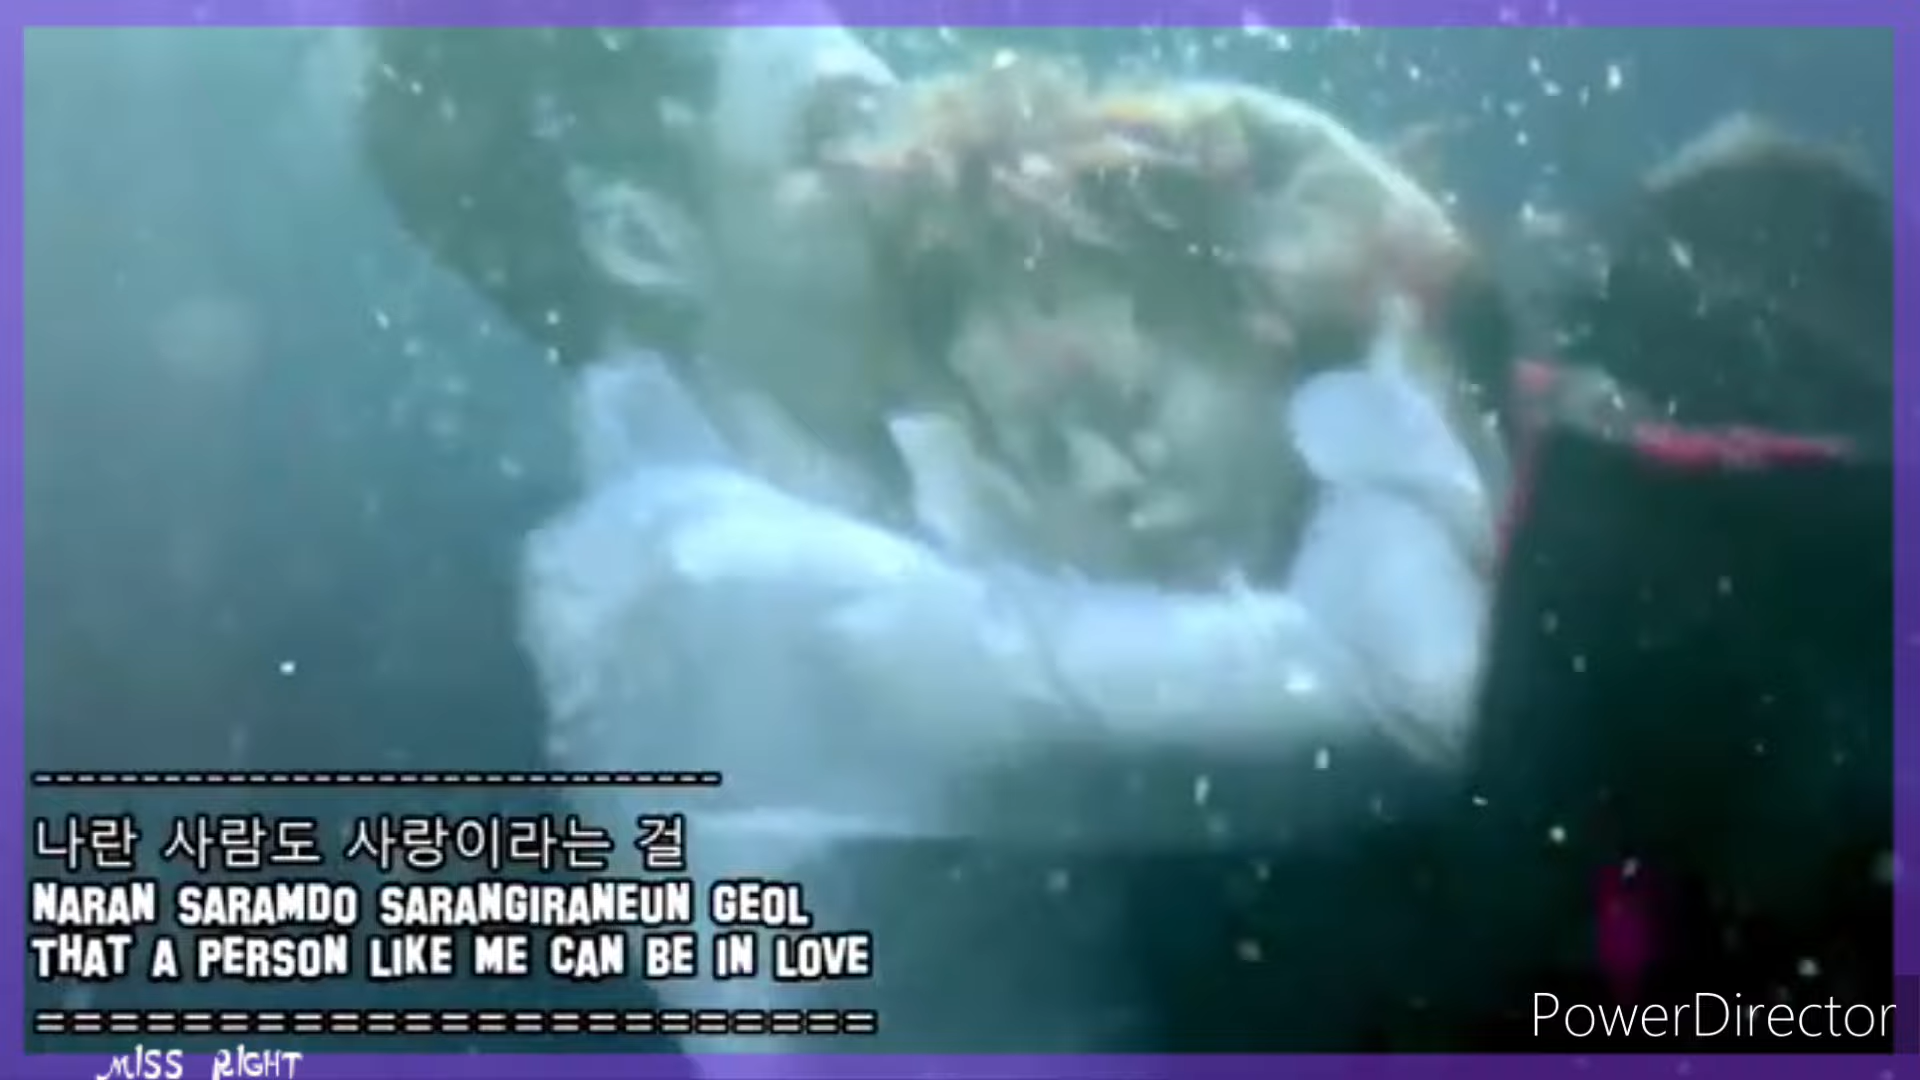 나란 사람도 사랑이라는 걸
NARAN SARAMDO SARANGIRANEUN GEOL
THAT A PERSON LIKE ME CAN BE IN LOVE
MISS RIGHT
PowerDirector